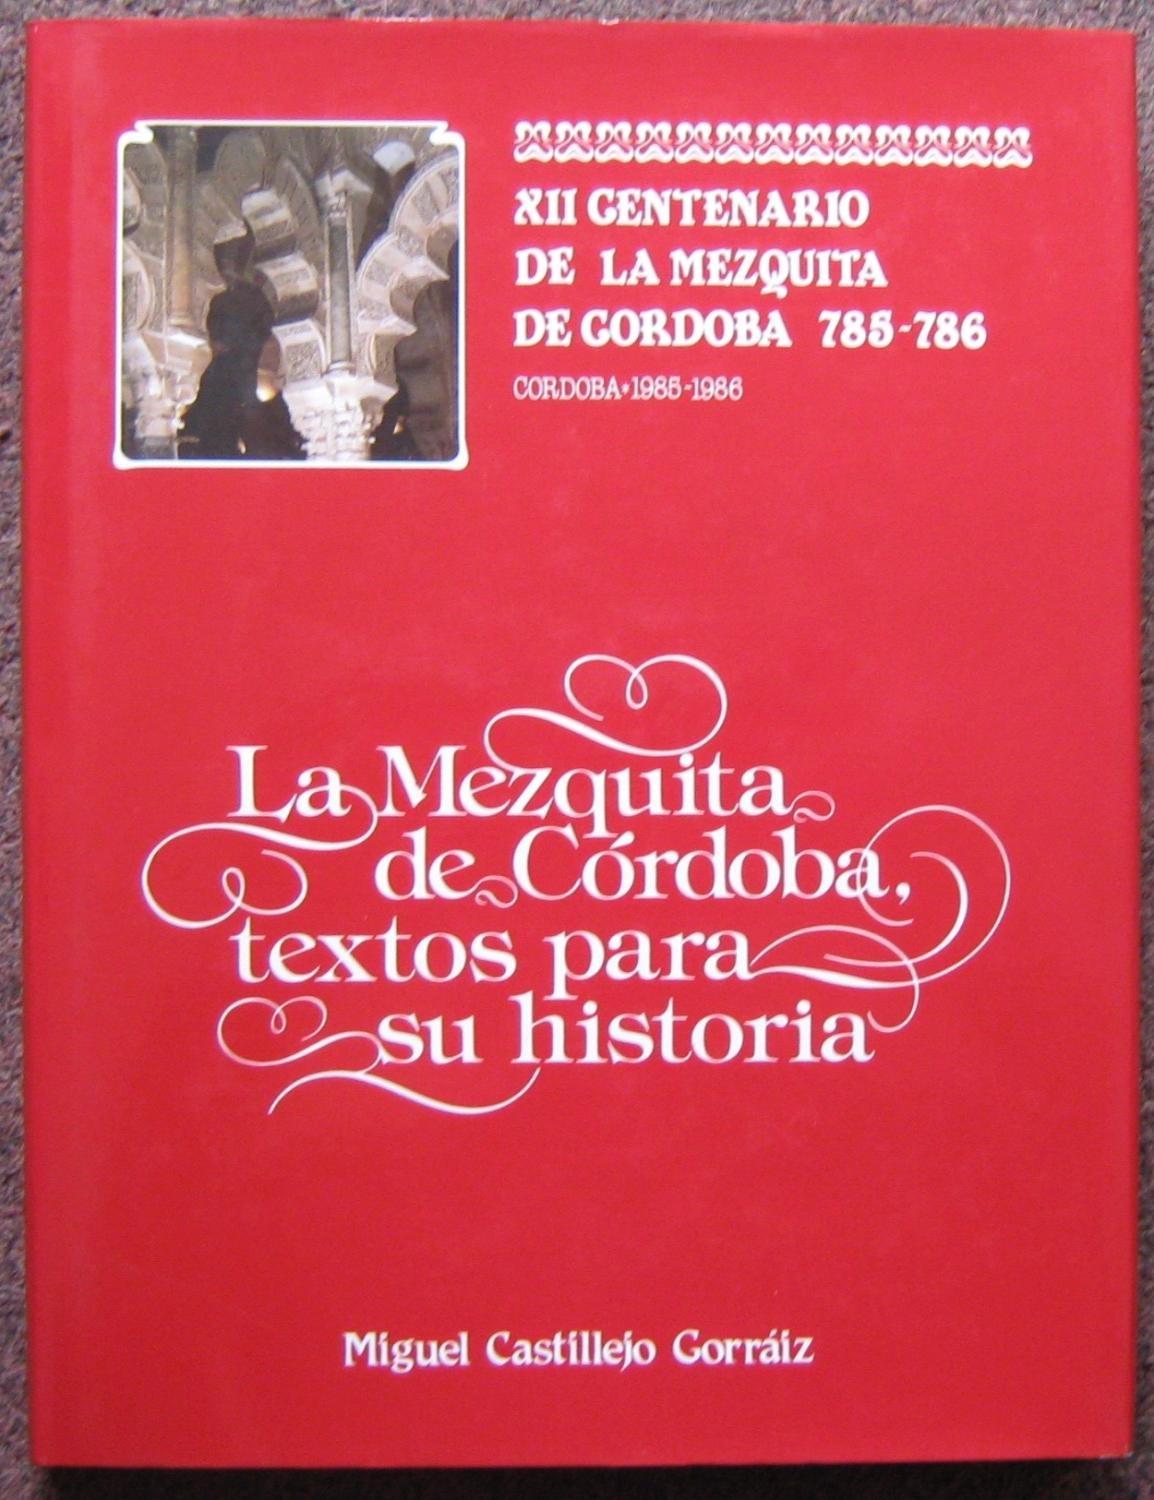 XII CENTENARIO
DE LA MEZQUITA
DE CORDOBA 785-786
CORDOBA*1985-1986
La Mezquita
de Córdoba,
textos para
su historia
Miguel Castillejo Gorráiz